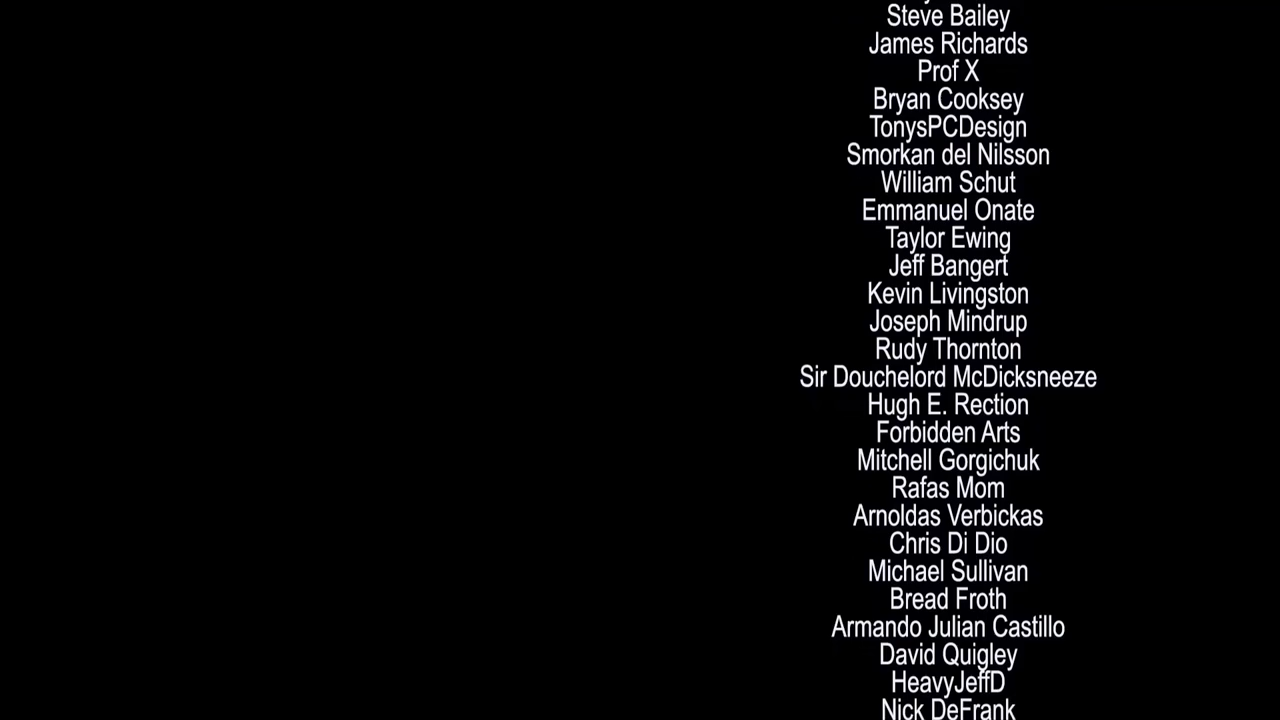 Steve Bailey
James Richards
Prof X
Bryan Cooksey
TonysPCDesign
Smorkan del Nilsson
William Schut
Emmanuel Onate
Taylor Ewing
Jeff Bangert
Kevin Livingston
Joseph Mindrup
Rudy Thornton
Sir Douchelord McDicksneeze
Hugh E. Rection
Forbidden Arts
Mitchell Gorgichuk
Rafas Mom
Arnoldas Verbickas
Chris Di Dio
Michael Sullivan
Bread Froth
Armando Julian Castillo
David Quigley
HeavyJeffD
Nick DeFrank